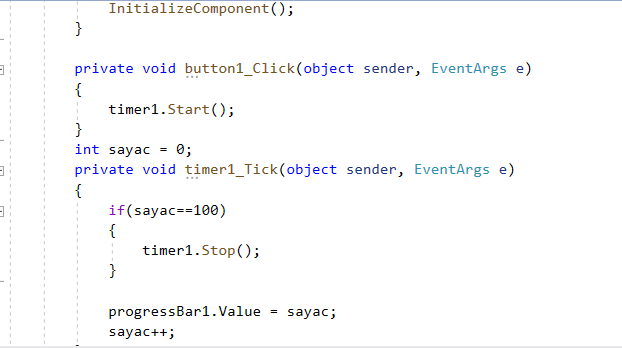 InitializeComponent();
}
private void button1_Click(object sender, EventArgs e)
{
timer1.Start();
}
int sayac = 0;
private void timer1_Tick(object sender, EventArgs e)
{
if(sayac==100)
{
timer1.Stop();
}
progressBar1.Value = sayac;
sayac++;